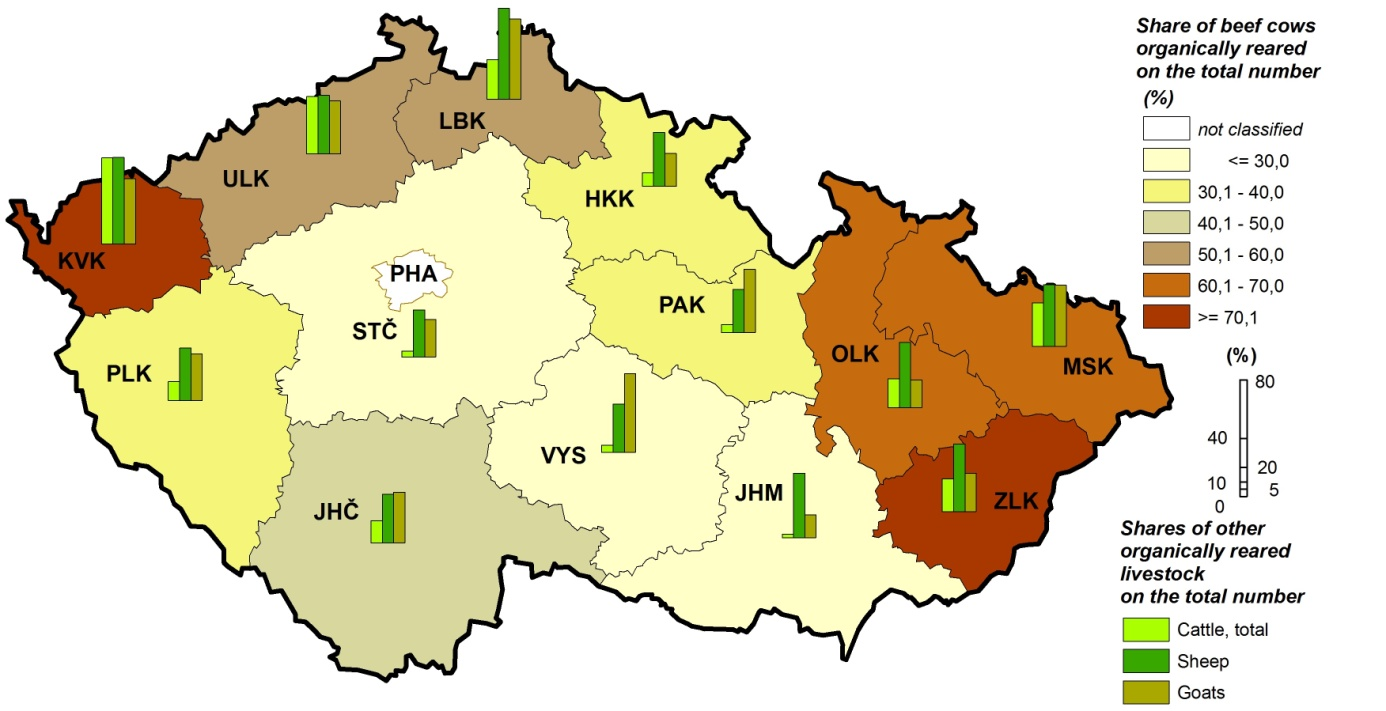 Share of beef cows
organically reared
on the total number
(%)
not classified
<= 30,0
30,1 - 40,0
40,1 - 50,0
50,1 - 60,0
60,1 - 70,0
>= 70,1
(%)
80
40
20
10
5
0
Shares of other
organically reared
livestock
on the total number
Cattle, total
Sheep
Goats
LBK
ULK
HKK
KVK
PHA
PAK
STČ
OLK
PLK
MSK
VYS
JHM
ZLK
JHČ